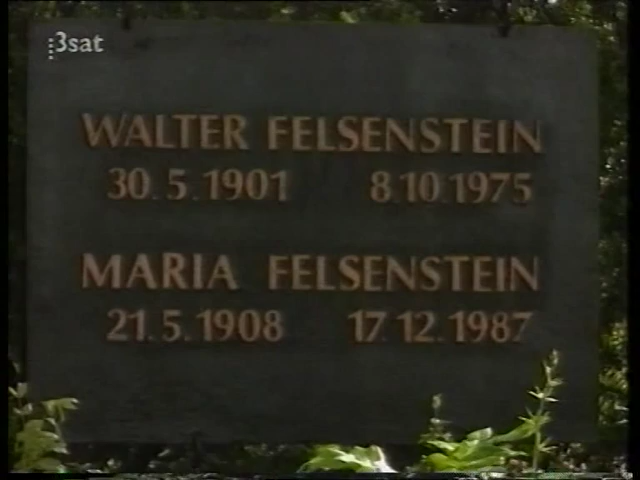 3sat
WALTER FELSENSTEIN
30.5.1901 8.10.1975
MARIA FELSENSTEIN
21.5.1908 17.12.1987